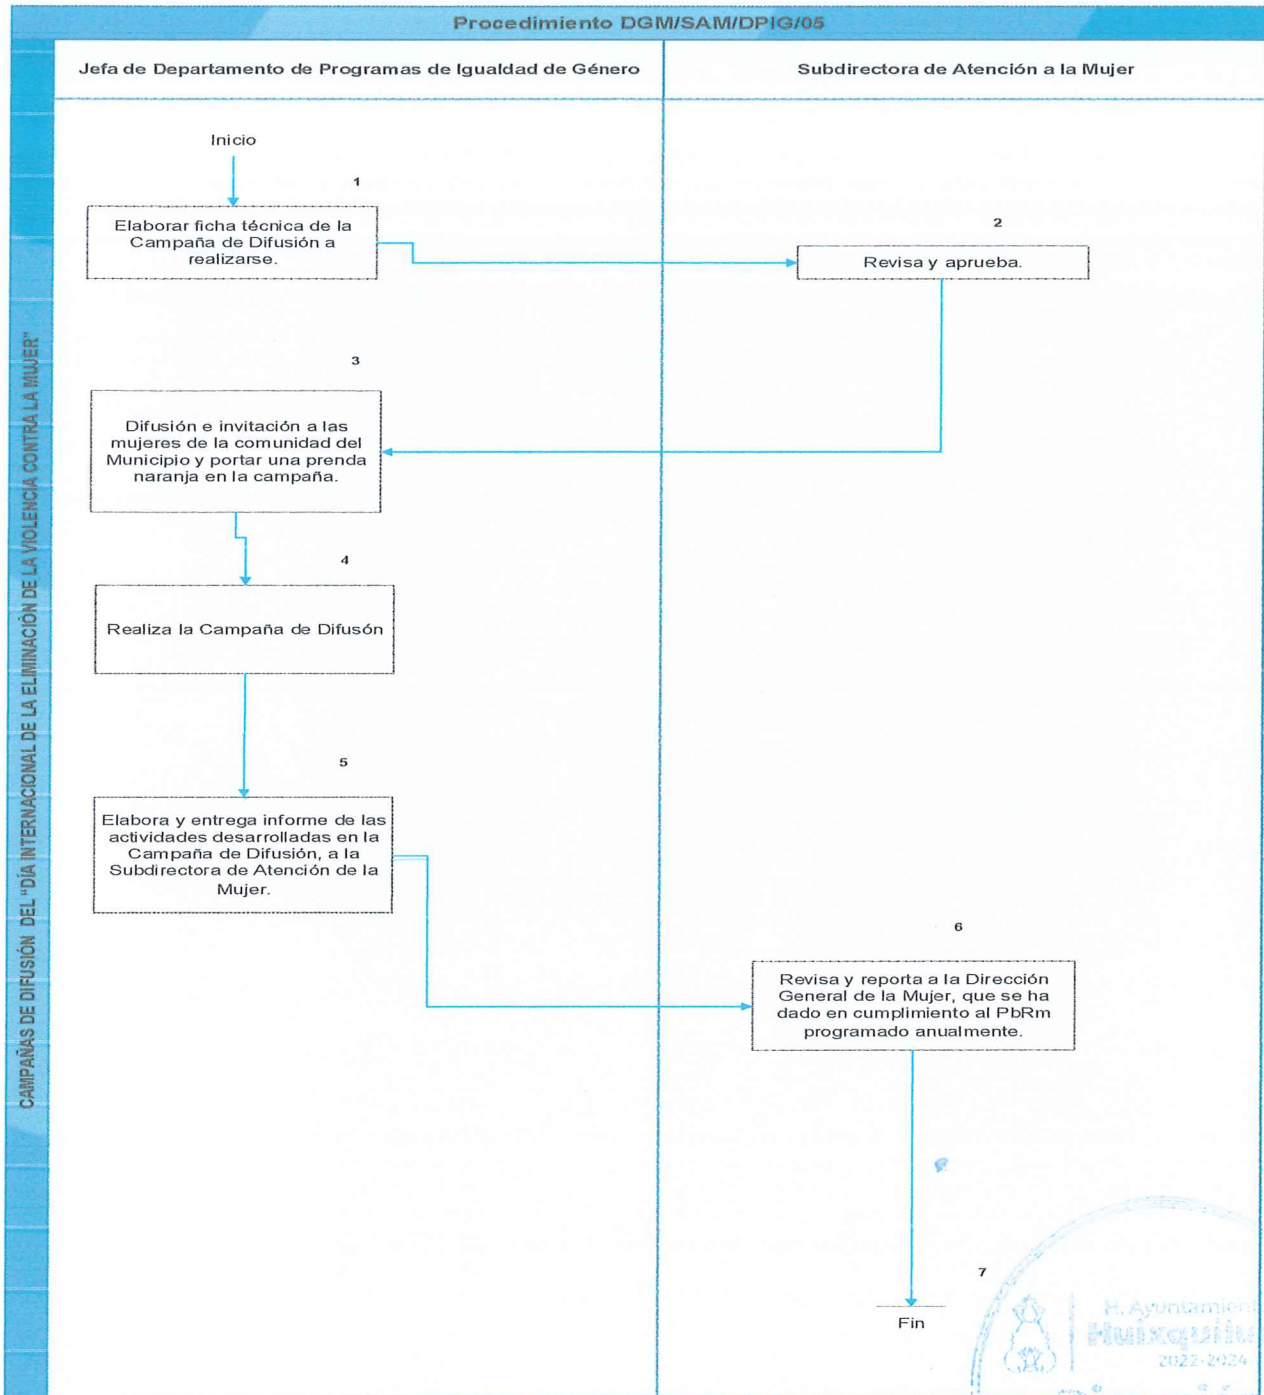 Procedimiento DGM/SAM/DPIG/05
Jefa de Departamento de Programas de Igualdad de Género
Subdirectora de Atención a la Mujer
CAMPAÑAS DE DIFUSIÓN DEL "DÍA INTERNACIONAL DE LA ELIMINACIÓN DE LA VIOLENCIA CONTRA LA MUJER"
Inicio
1
Elaborar ficha técnica de la
Campaña de Difusión a
realizarse.
2
Revisa y aprueba.
3
Difusión e invitación a las
mujeres de la comunidad del
Municipio y portar una prenda
naranja en la campaña.
4
Realiza la Campaña de Difusón
5
Elabora y entrega informe de las
actividades desarrolladas en la
Campaña de Difusión, a la
Subdirectora de Atención de la
Mujer.
6
Revisa y reporta a la Dirección
General de la Mujer, que se ha
dado en cumplimiento al PbRm
programado anualmente.
7
Fin
H. Ayuntamient
Huixquilu
2022-2024